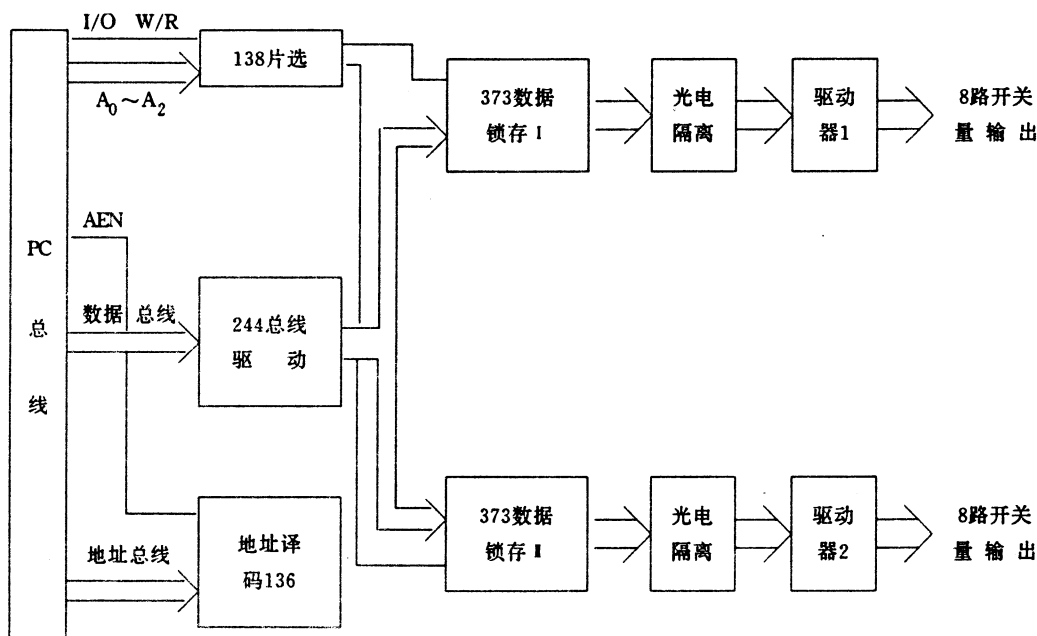 I/O W/R
138片选
A₀～A₂
373数据
锁存 I
光电
隔离
驱动
器1
8路开关
量输出
AEN
PC
总
线
数据 总线
244总线
驱 动
地址总线
地址译
码136
373数据
锁存 Ⅱ
光电
隔离
驱动
器2
8路开关
量输出